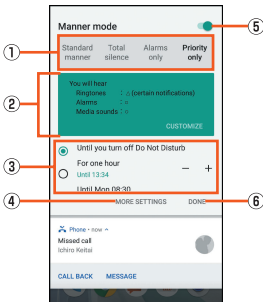 Manner mode
⑤
①
Standard manner
Total silence
Alarms only
Priority only
②
You will hear
Ringtones : △ (certain notifications)
Alarms : ○
Media sounds : ○
CUSTOMIZE
③
Until you turn off Do Not Disturb
For one hour
Until 13:34
− +
Until Mon 08:30
④
MORE SETTINGS DONE
⑥
Phone • now
Missed call
Ichiro Keitai
CALL BACK MESSAGE